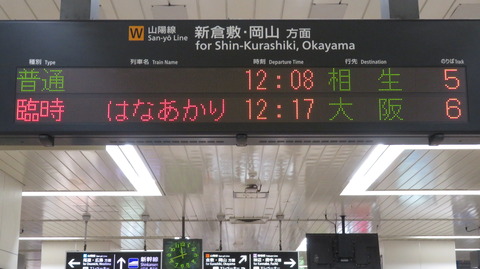 W 山陽線 San-yō Line 新倉敷・岡山 方面
for Shin-Kurashiki, Okayama
種別 Type 列車名 Train Name 時刻 Departure Time 行先 Destination のりば Track
普通 12:08 相生 5
臨時 はなあかり 12:17 大阪 6
新幹線